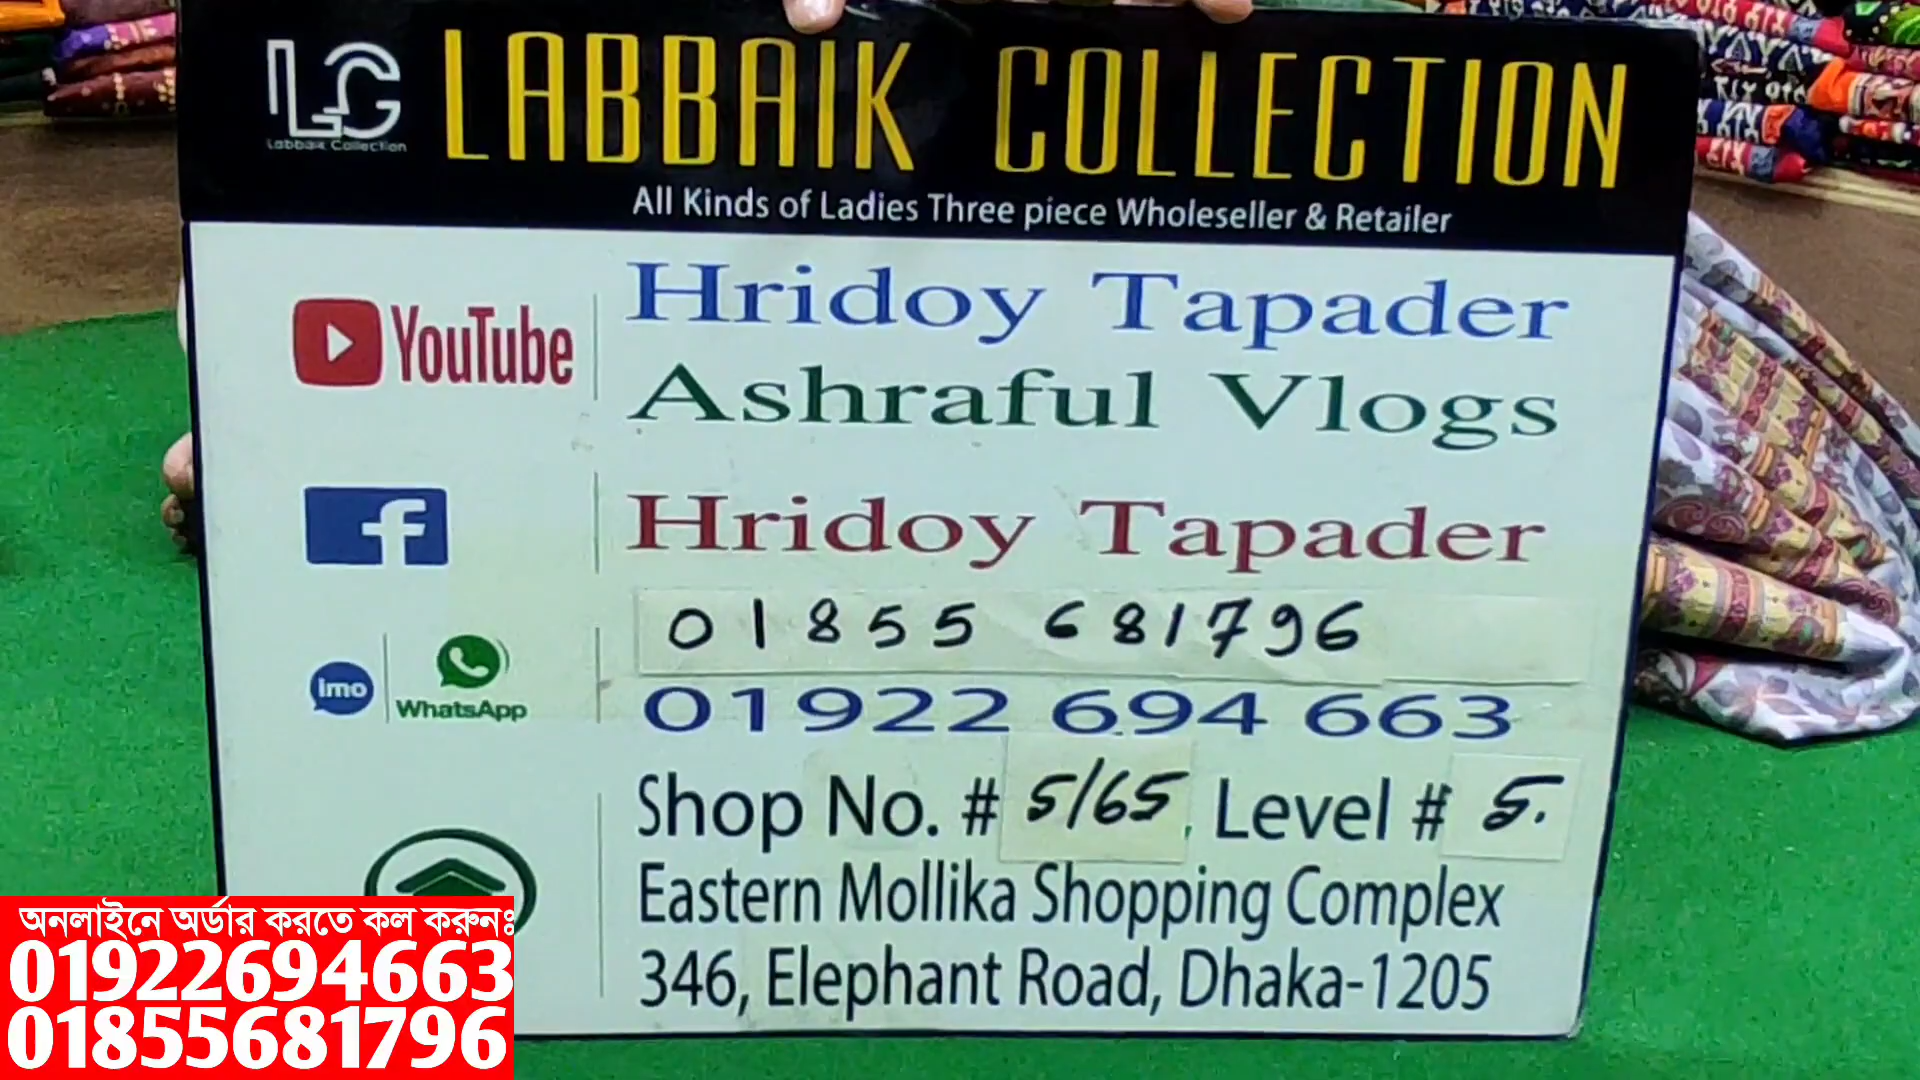 LC
Labbaik Collection
LABBAIK COLLECTION
All Kinds of Ladies Three piece Wholeseller & Retailer
YouTube
Hridoy Tapader
Ashraful Vlogs
f
Hridoy Tapader
imo
WhatsApp
01855 681796
01922 694 663
Shop No. # 5/65, Level # 5.
Eastern Mollika Shopping Complex
346, Elephant Road, Dhaka-1205
অনলাইনে অর্ডার করতে কল করুনঃ
01922694663
01855681796